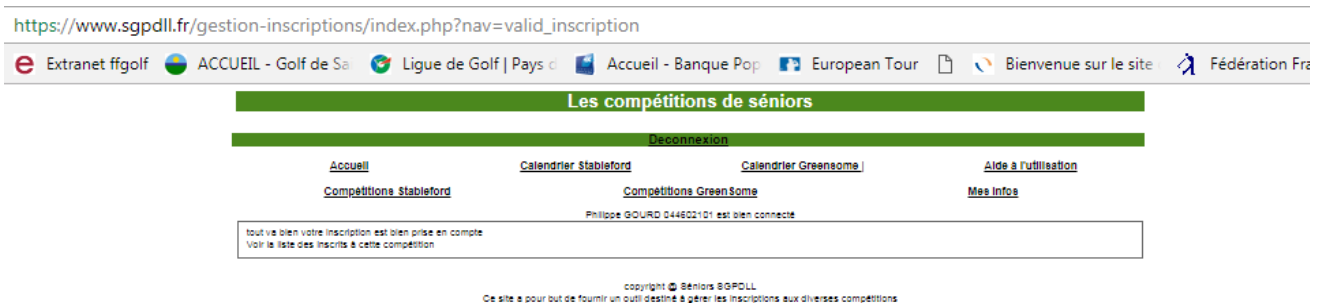 https://www.sgpdll.fr/gestion-inscriptions/index.php?nav=valid_inscription
Extranet ffgolf ACCUEIL - Golf de Sa Ligue de Golf | Pays d Accueil - Banque Pop European Tour Bienvenue sur le site Fédération Fra
Les compétitions de séniors
Deconnexion
Accueil Calendrier Stableford Calendrier Greensome | Aide à l'utilisation
Compétitions Stableford Compétitions GreenSome Mes Infos
Philippe GOURD 044602101 est bien connecté
tout va bien votre inscription est bien prise en compte
Voir la liste des inscrits à cette compétition
copyright @ Séniors SGPDLL
Ce site a pour but de fournir un outil destiné à gérer les inscriptions aux diverses compétitions